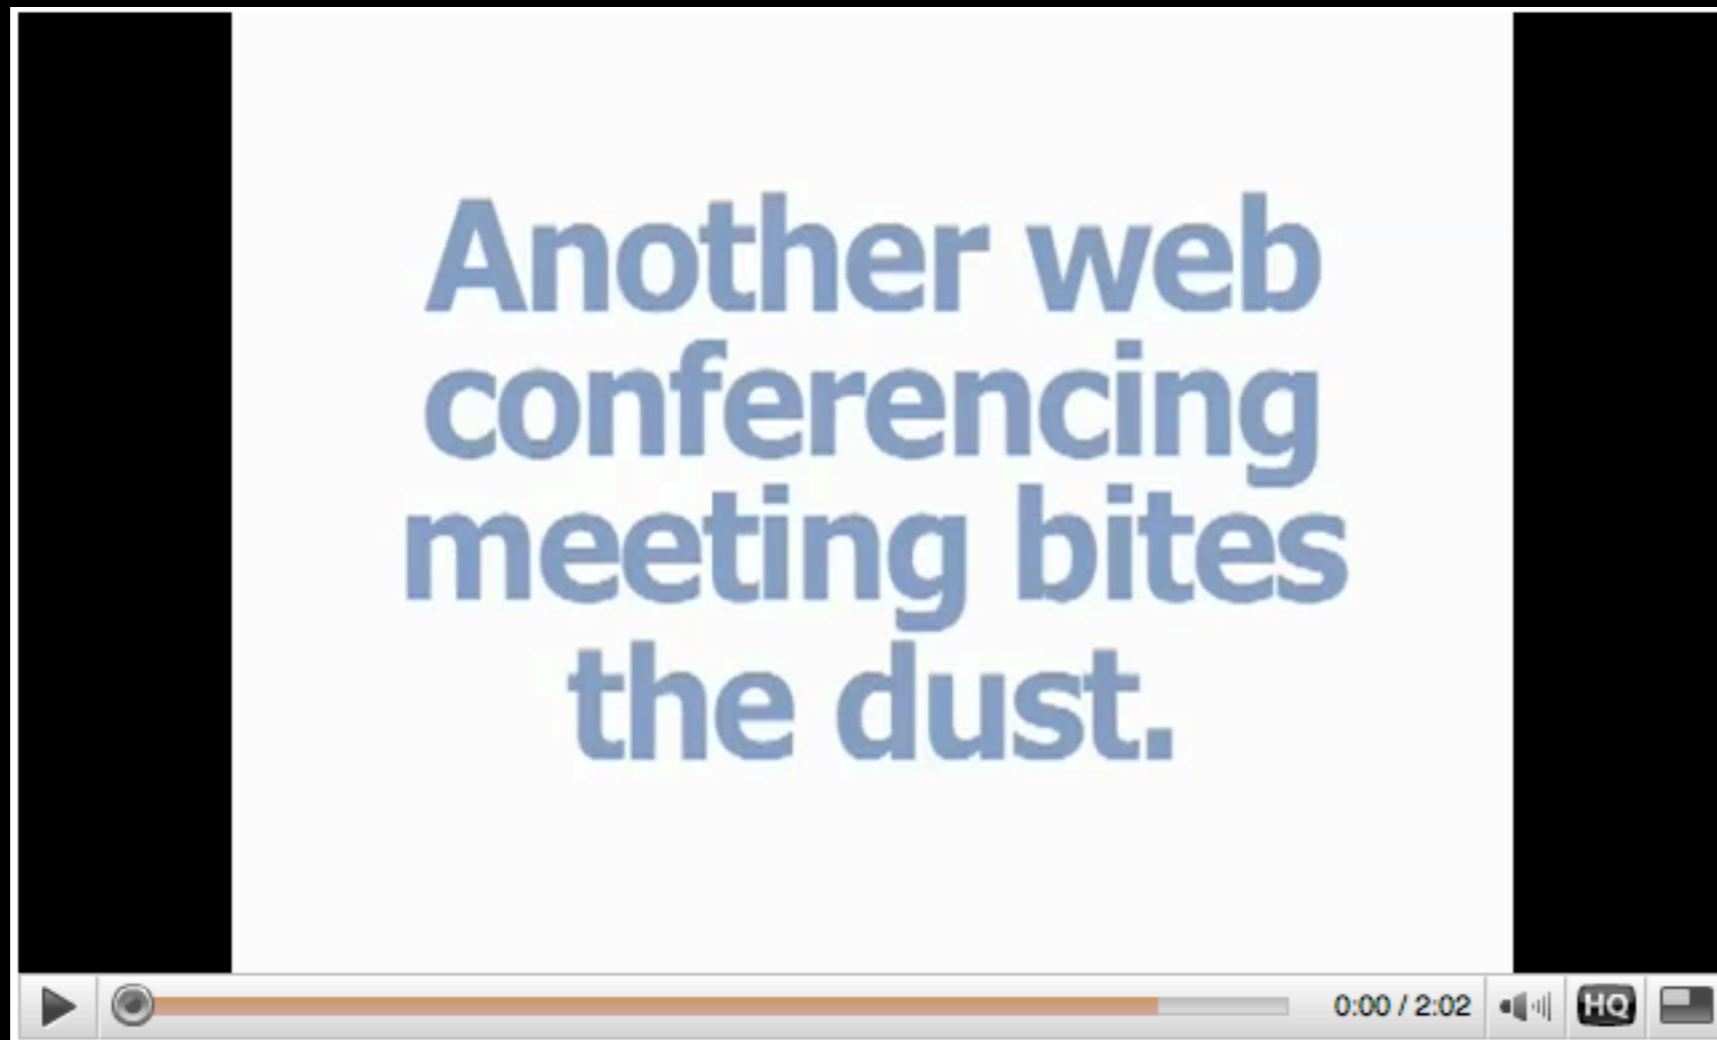 Another web
conferencing
meeting bites
the dust.
0:00 / 2:02
HQ